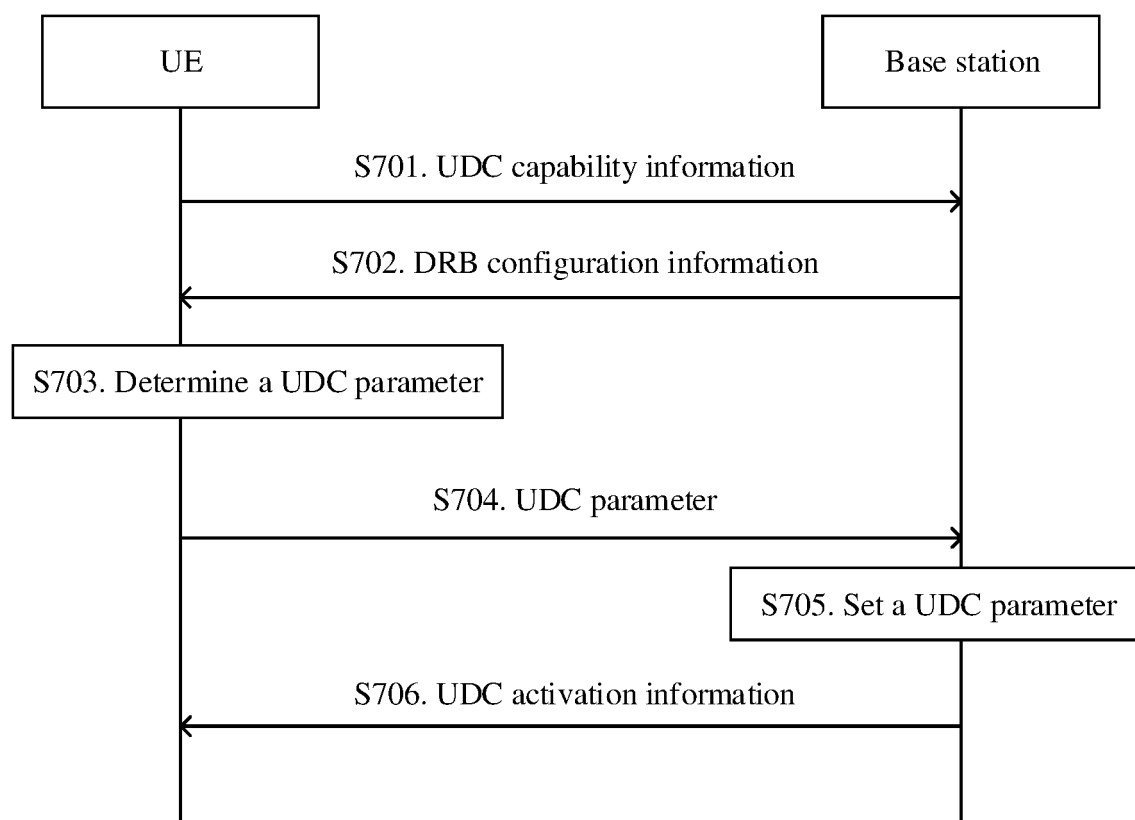 UE
Base station
S701. UDC capability information
S702. DRB configuration information
S703. Determine a UDC parameter
S704. UDC parameter
S705. Set a UDC parameter
S706. UDC activation information